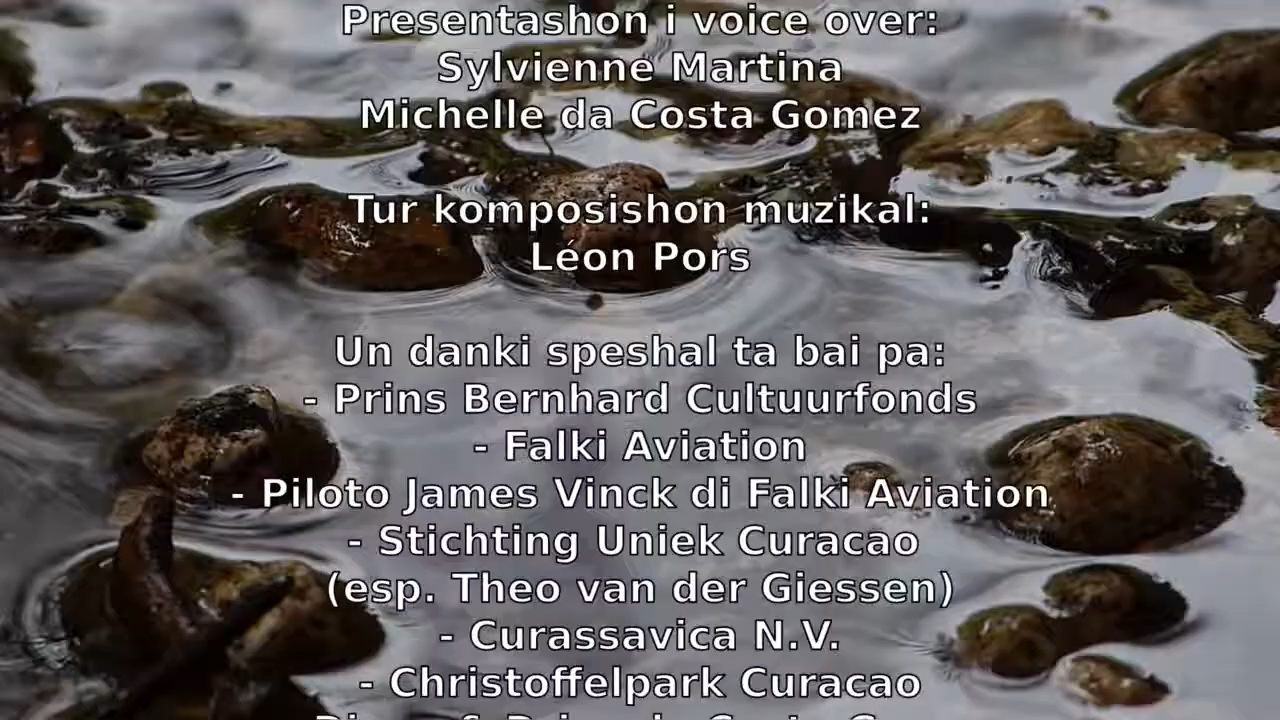 Presentashon i voice over:
Sylvienne Martina
Michelle da Costa Gomez
Tur komposishon muzikal:
Léon Pors
Un danki speshal ta bai pa:
- Prins Bernhard Cultuurfonds
- Falki Aviation
- Piloto James Vinck di Falki Aviation
- Stichting Uniek Curacao
(esp. Theo van der Giessen)
- Curassavica N.V.
- Christoffelpark Curacao